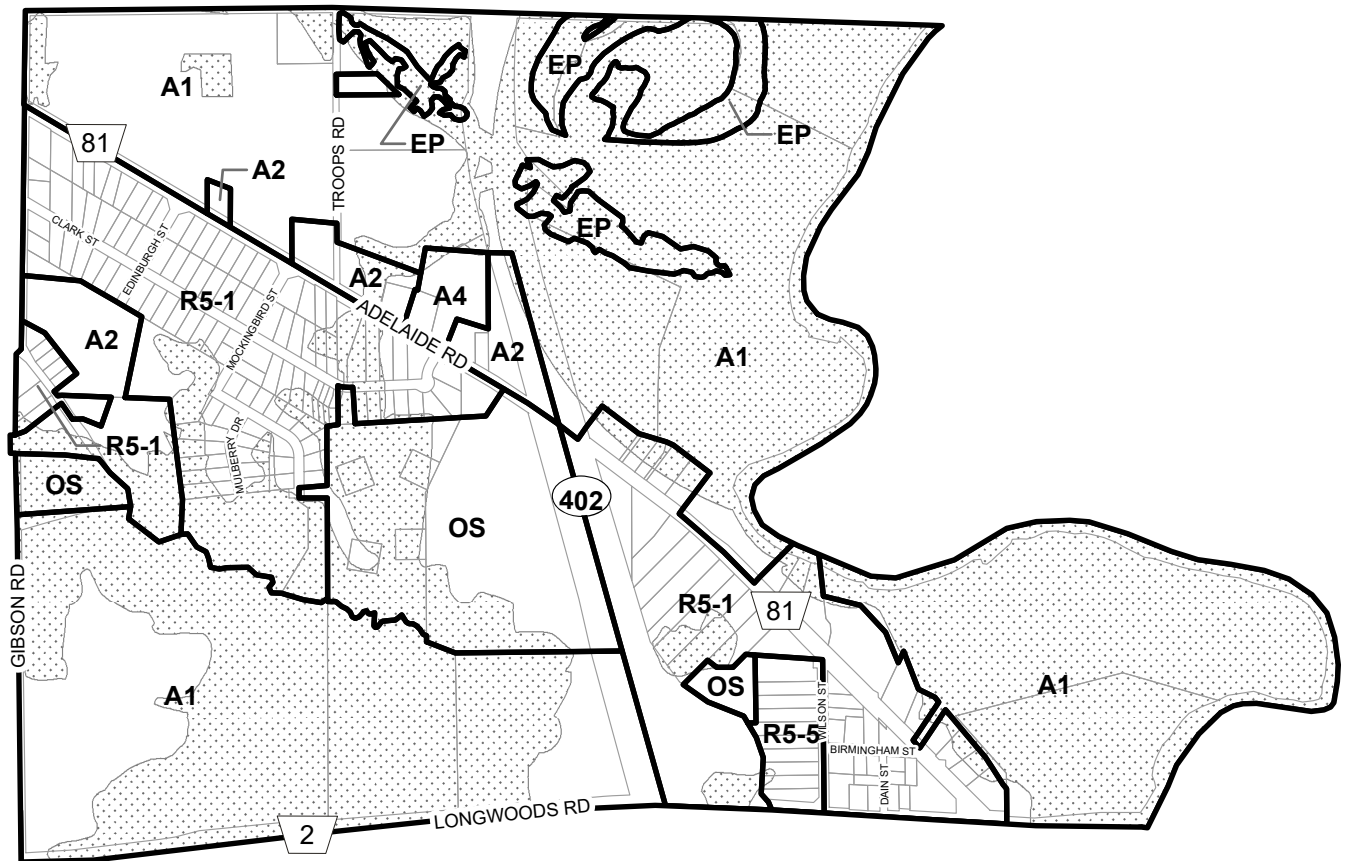 EP
A1
81
EP
EP
TROOPS RD
A2
CLARK ST
EDINBURGH ST
EP
A2
R5-1
A4
MOCKINGBIRD ST
ADELAIDE RD
A2
A2
A1
R5-1
MULBERRY DR
OS
402
OS
GIBSON RD
R5-1
81
A1
OS
A1
WILSON ST
R5-5
BIRMINGHAM ST
DAIN ST
LONGWOODS RD
2